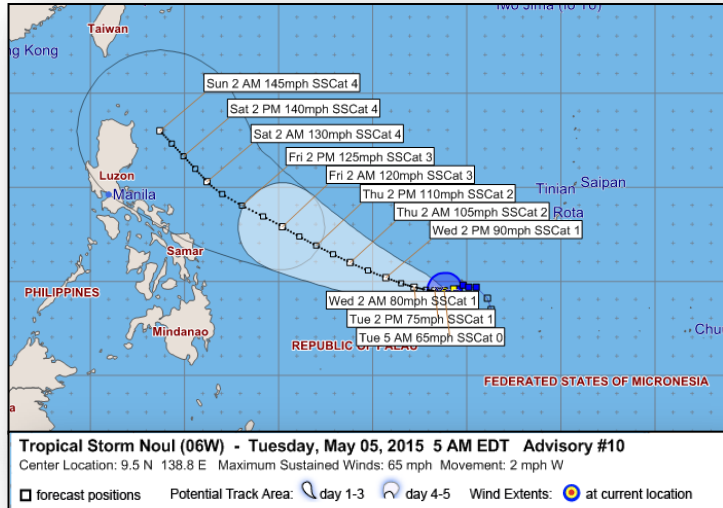 Iwo Jima (Io To)
Taiwan
TAIWAN
ng Kong
Sun 2 AM 145mph SSCat 4
Sat 2 PM 140mph SSCat 4
Sat 2 AM 130mph SSCat 4
Fri 2 PM 125mph SSCat 3
Luzon
Fri 2 AM 120mph SSCat 3
Manila
Thu 2 PM 110mph SSCat 2
Tinian
Saipan
Thu 2 AM 105mph SSCat 2
Rota
Wed 2 PM 90mph SSCat 1
Samar
PHILIPPINES
Wed 2 AM 80mph SSCat 1
Tue 2 PM 75mph SSCat 1
Mindanao
Chu
Tue 5 AM 65mph SSCat 0
REPUBLIC OF PALAU
FEDERATED STATES OF MICRONESIA
a
Tropical Storm Noul (06W) - Tuesday, May 05, 2015 5 AM EDT Advisory #10
Center Location: 9.5 N 138.8 E Maximum Sustained Winds: 65 mph Movement: 2 mph W
forecast positions Potential Track Area: day 1-3 day 4-5 Wind Extents: at current location